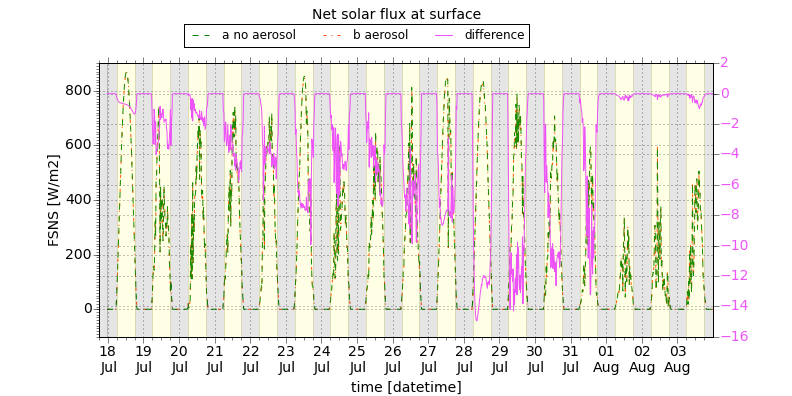 Net solar flux at surface
a no aerosol b aerosol difference
FSNS [W/m2]
800
600
400
200
0
2
0
−2
−4
−6
−8
−10
−12
−14
−16
18 19 20 21 22 23 24 25 26 27 28 29 30 31 01 02 03
Jul Jul Jul Jul Jul Jul Jul Jul Jul Jul Jul Jul Jul Jul Aug Aug Aug
time [datetime]